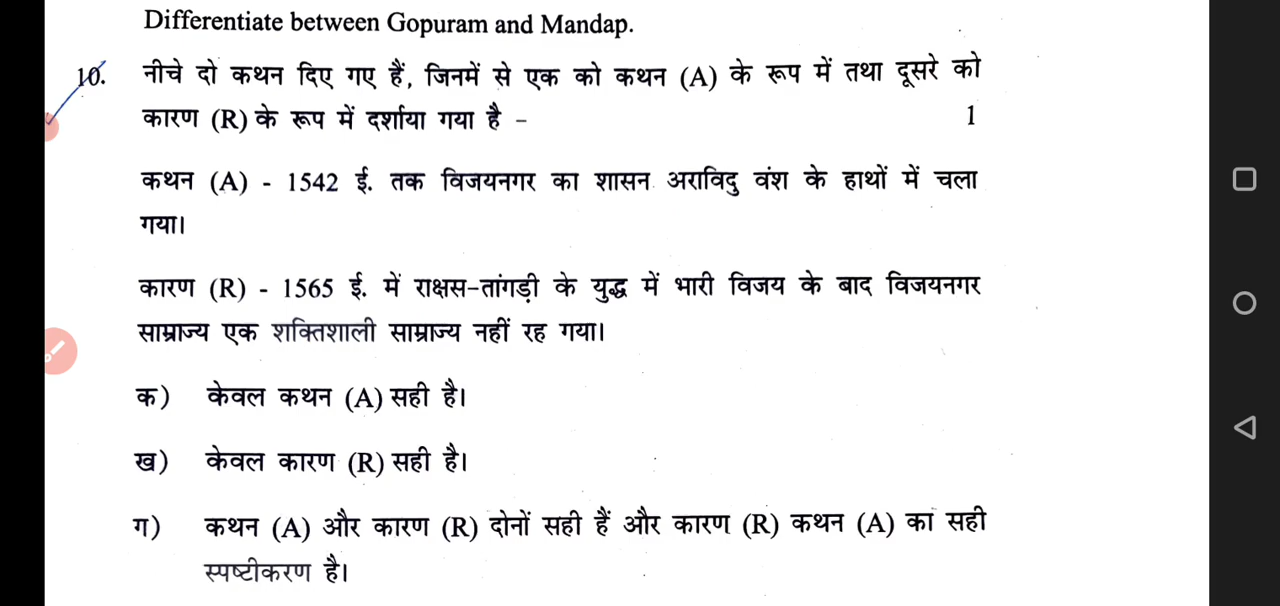 Differentiate between Gopuram and Mandap.
10. नीचे दो कथन दिए गए हैं, जिनमें से एक को कथन (A) के रूप में तथा दूसरे को
कारण (R) के रूप में दर्शाया गया है - 1
कथन (A) - 1542 ई. तक विजयनगर का शासन अराविदु वंश के हाथों में चला
गया।
कारण (R) - 1565 ई. में राक्षस-तांगड़ी के युद्ध में भारी विजय के बाद विजयनगर
साम्राज्य एक शक्तिशाली साम्राज्य नहीं रह गया।
क) केवल कथन (A) सही है।
ख) केवल कारण (R) सही है।
ग) कथन (A) और कारण (R) दोनों सही हैं और कारण (R) कथन (A) का सही
स्पष्टीकरण है।